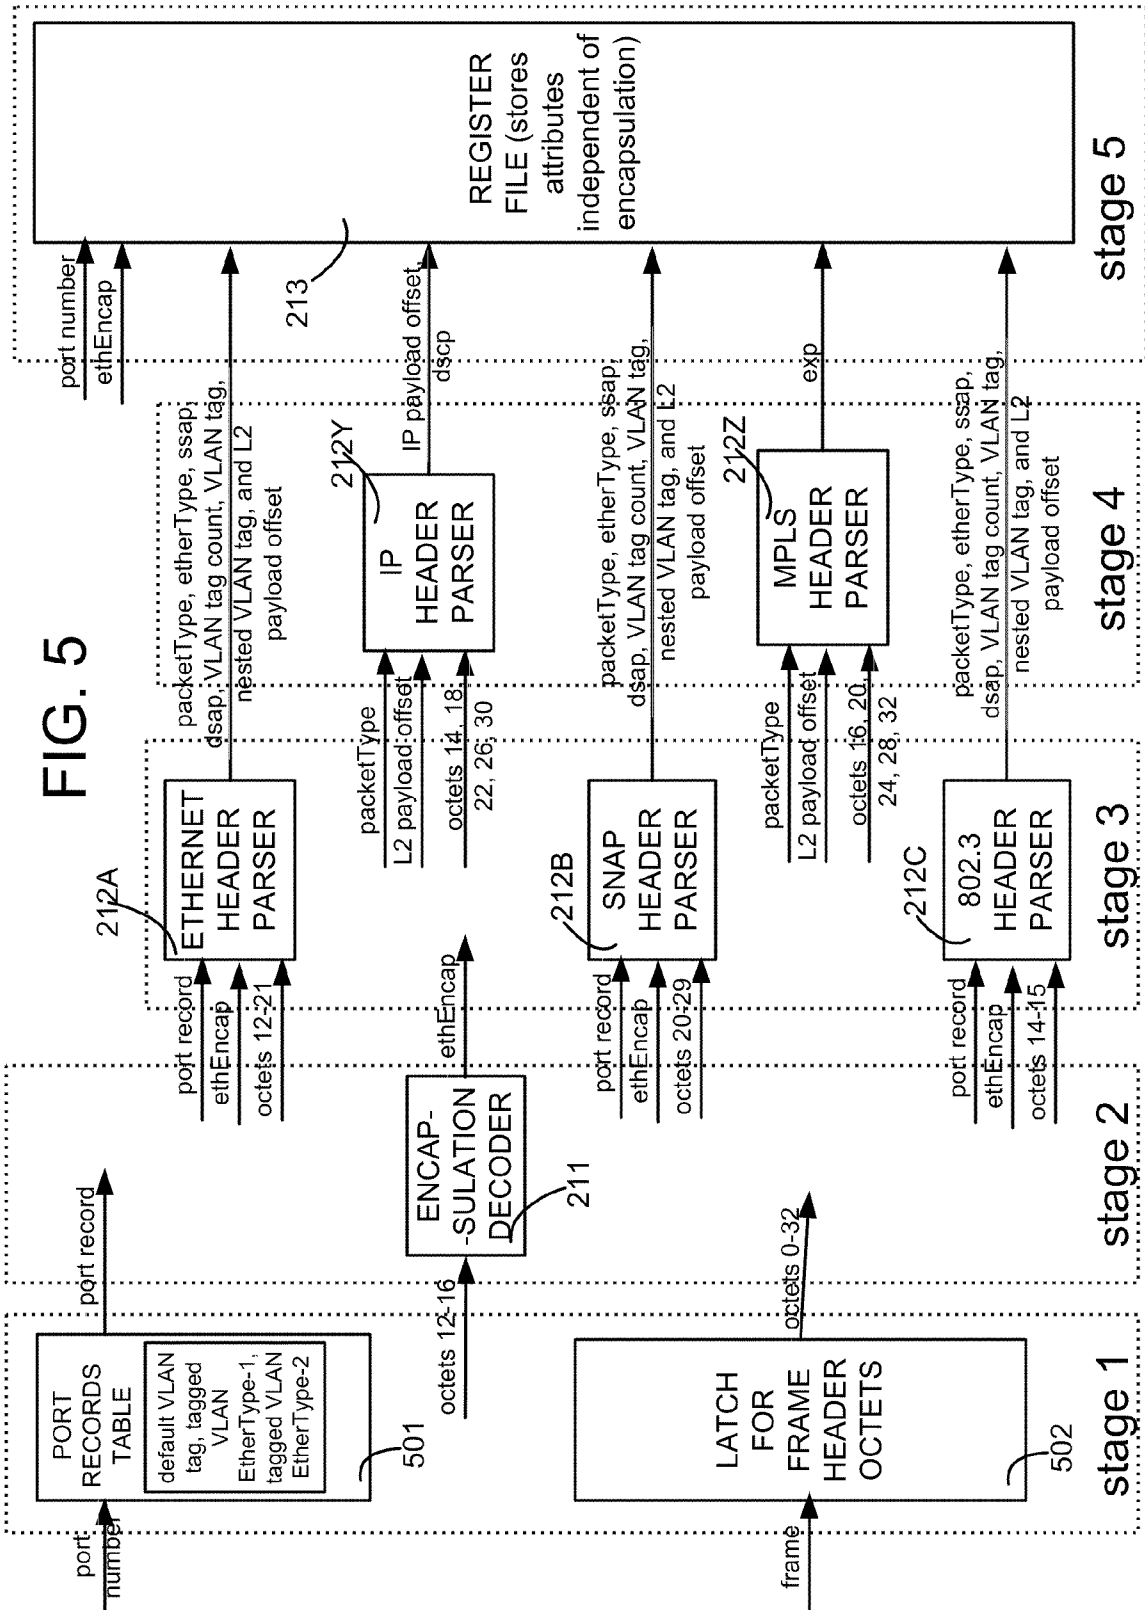 FIG. 5
port
number
PORT
RECORDS
TABLE
default VLAN
tag, tagged
VLAN
EtherType-1,
tagged VLAN
EtherType-2
501
port record
frame
LATCH
FOR
FRAME
HEADER
OCTETS
502
octets 0-32
stage 1
octets 12-16
ENCAP-
-SULATION
DECODER
211
ethEncap
stage 2
port record
ethEncap
octets 12-21
212A
ETHERNET
HEADER
PARSER
packetType, etherType, ssap,
dsap, VLAN tag count, VLAN tag,
nested VLAN tag, and L2
payload offset
port record
ethEncap
octets 20-29
212B
SNAP
HEADER
PARSER
packetType, etherType, ssap,
dsap, VLAN tag count, VLAN tag,
nested VLAN tag, and L2
payload offset
port record
ethEncap
octets 14-15
212C
802.3
HEADER
PARSER
packetType, etherType, ssap,
dsap, VLAN tag count, VLAN tag,
nested VLAN tag, and L2
payload offset
stage 3
packetType
L2 payload offset
octets 14, 18,
22, 26, 30
212Y
IP
HEADER
PARSER
IP payload offset,
dscp
packetType
L2 payload offset
octets 16, 20,
24, 28, 32
212Z
MPLS
HEADER
PARSER
exp
stage 4
port number
ethEncap
213
REGISTER
FILE (stores
attributes
independent of
encapsulation)
stage 5